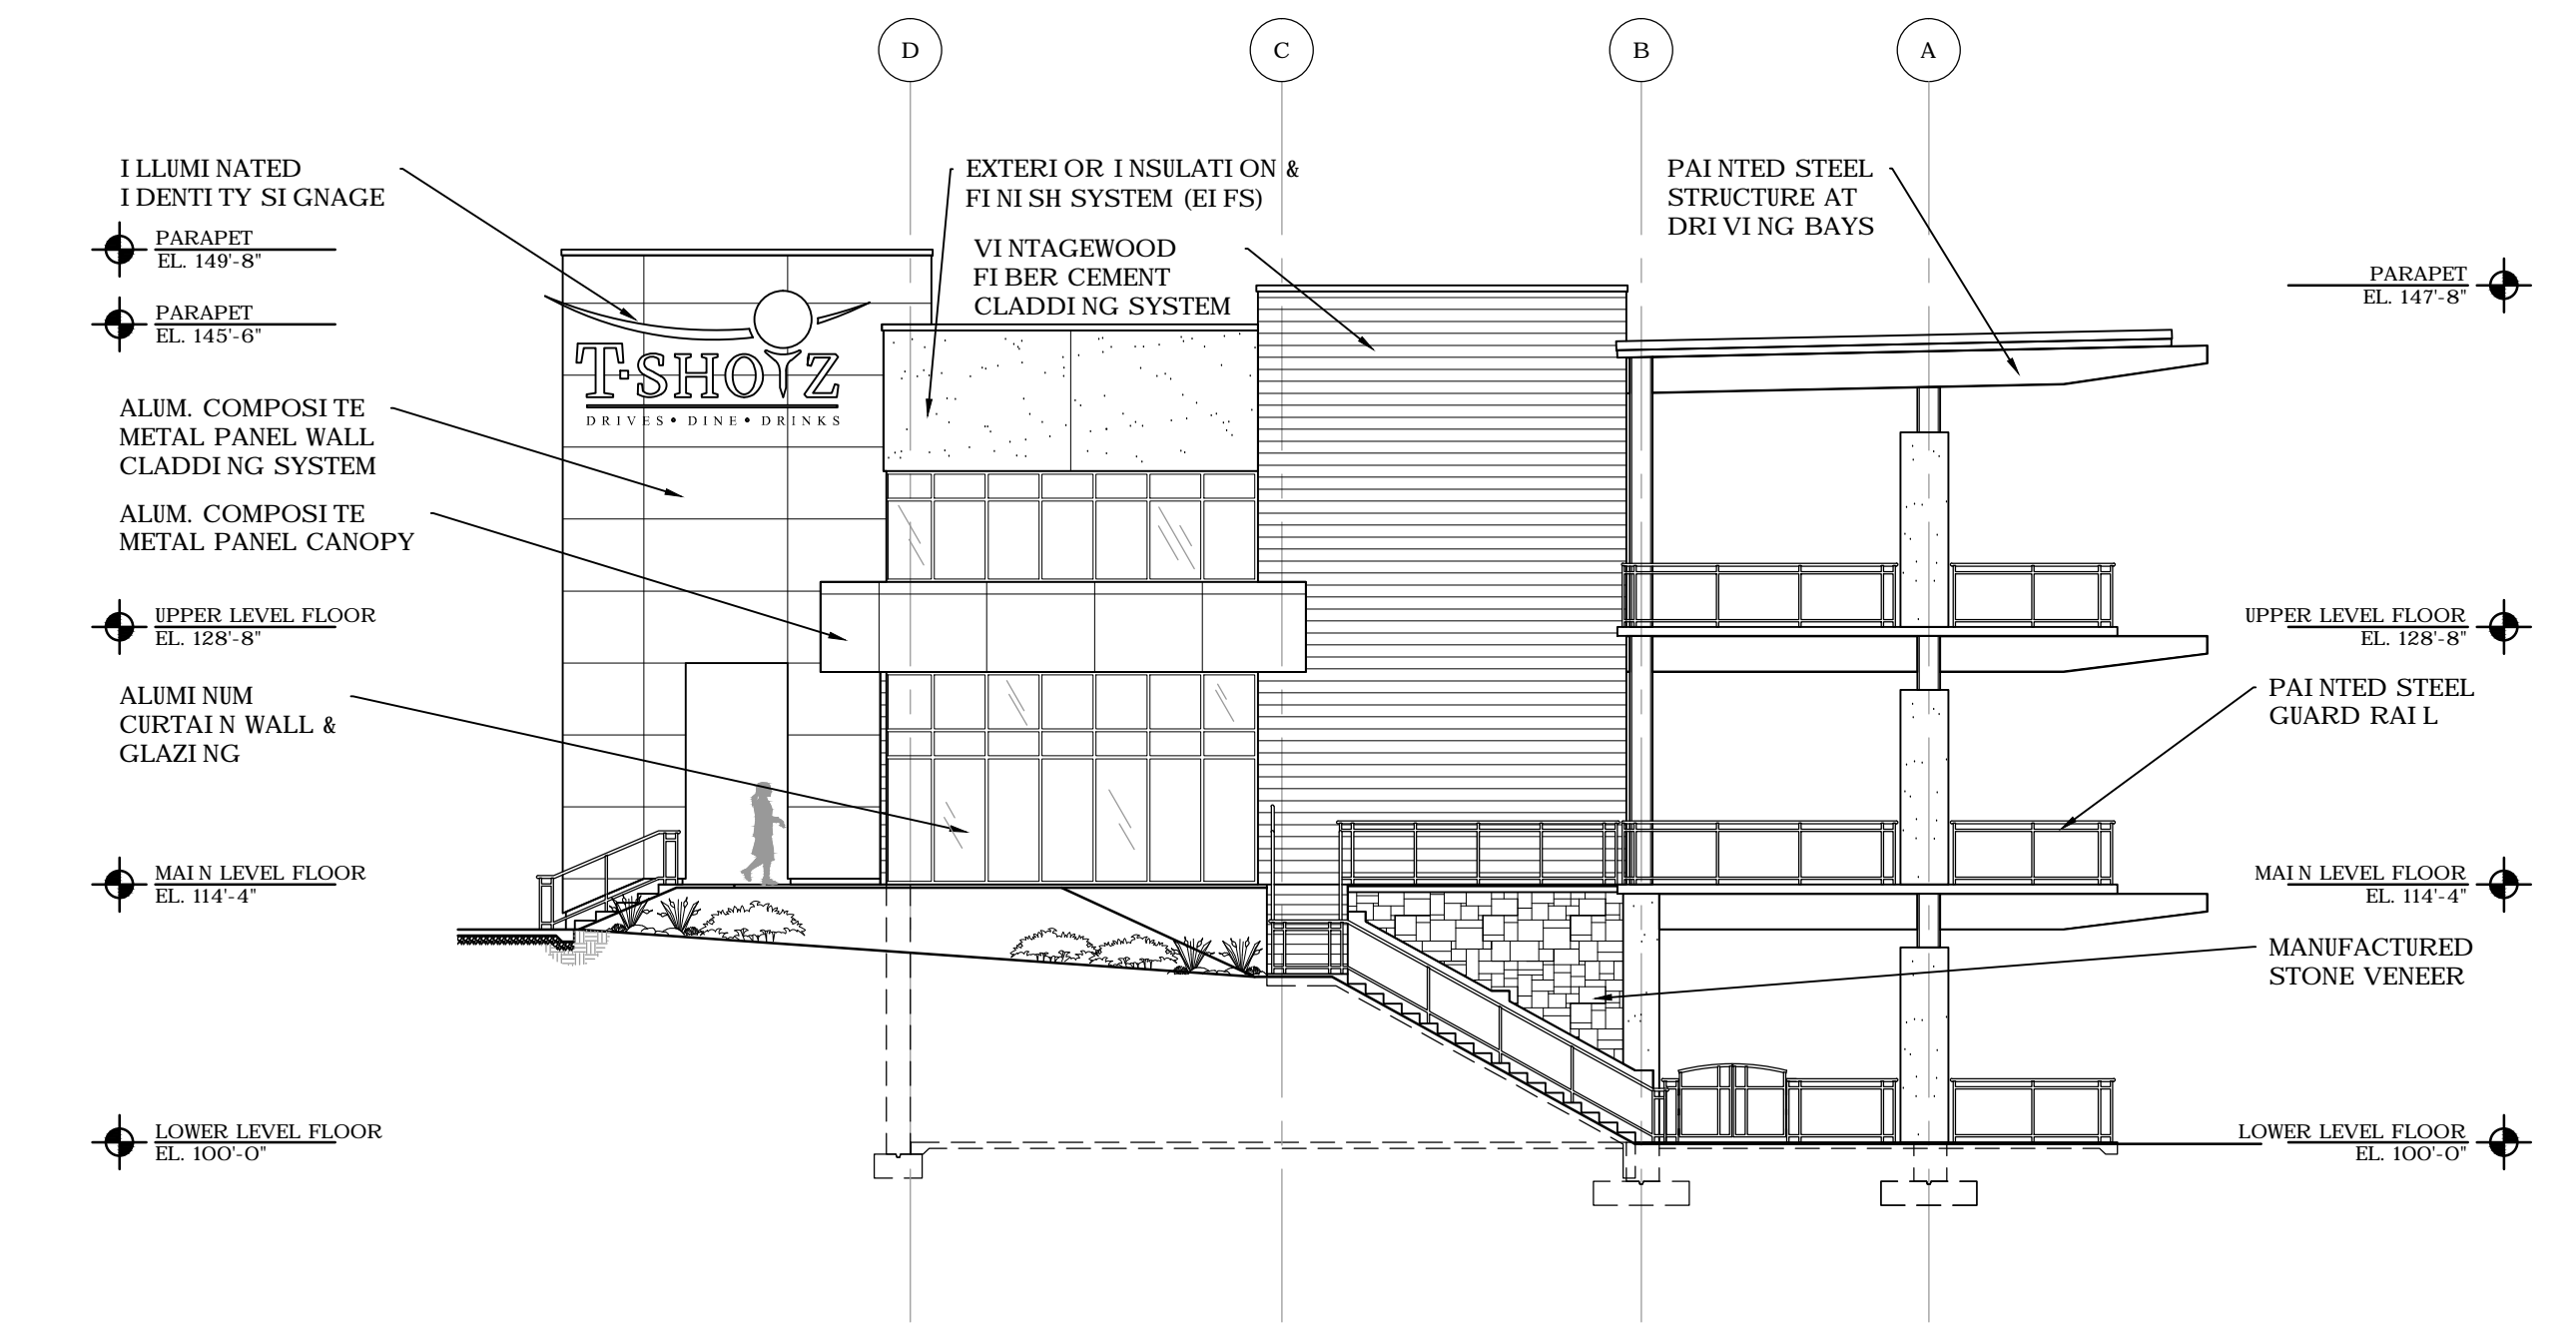 D
C
B
A
ILLUMINATED
IDENTITY SIGNAGE
EXTERIOR INSULATION &
FINISH SYSTEM (EIFS)
PAINTED STEEL
STRUCTURE AT
DRIVING BAYS
VINTAGEWOOD
FIBER CEMENT
CLADDING SYSTEM
PARAPET
EL. 149'-8"
PARAPET
EL. 147'-8"
PARAPET
EL. 145'-6"
T·SHOTZ
DRIVES • DINE • DRINKS
ALUM. COMPOSITE
METAL PANEL WALL
CLADDING SYSTEM
ALUM. COMPOSITE
METAL PANEL CANOPY
UPPER LEVEL FLOOR
EL. 128'-8"
UPPER LEVEL FLOOR
EL. 128'-8"
ALUMINUM
CURTAIN WALL &
GLAZING
PAINTED STEEL
GUARD RAIL
MAIN LEVEL FLOOR
EL. 114'-4"
MAIN LEVEL FLOOR
EL. 114'-4"
MANUFACTURED
STONE VENEER
LOWER LEVEL FLOOR
EL. 100'-0"
LOWER LEVEL FLOOR
EL. 100'-0"